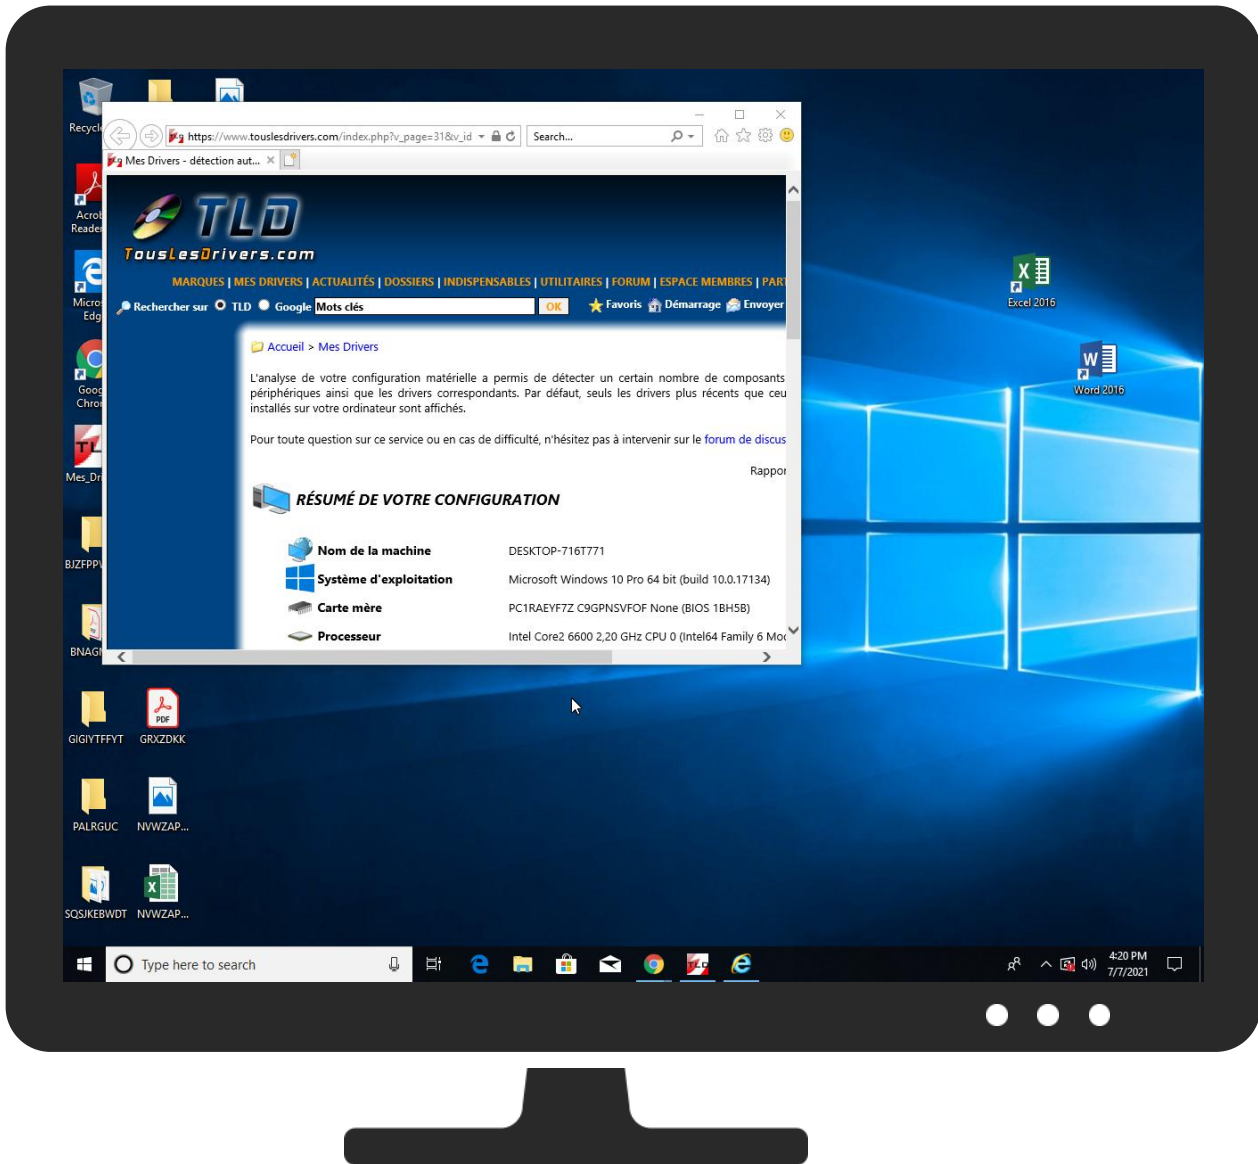 Recycl
https://www.touslesdrivers.com/index.php?v_page=31&v_id
Search...
Mes Drivers - détection aut...
TLD
TousLesDrivers.com
MARQUES | MES DRIVERS | ACTUALITÉS | DOSSIERS | INDISPENSABLES | UTILITAIRES | FORUM | ESPACE MEMBRES | PAR
Rechercher sur TLD Google Mots clés OK Favoris Démarrage Envoyer
Accueil > Mes Drivers
L'analyse de votre configuration matérielle a permis de détecter un certain nombre de composants
périphériques ainsi que les drivers correspondants. Par défaut, seuls les drivers plus récents que ceu
installés sur votre ordinateur sont affichés.
Pour toute question sur ce service ou en cas de difficulté, n'hésitez pas à intervenir sur le forum de discus
Rappor
RÉSUMÉ DE VOTRE CONFIGURATION
Nom de la machine DESKTOP-716T771
Système d'exploitation Microsoft Windows 10 Pro 64 bit (build 10.0.17134)
Carte mère PC1RAEYF7Z C9GPNSVFOF None (BIOS 1BH5B)
Processeur Intel Core2 6600 2,20 GHz CPU 0 (Intel64 Family 6 Mod
Acrob
Reade
Micros
Edg
Goog
Chro
Mes_Dri
BJZFPPV
BNAG
GIGIYTFFYT
PDF
GRXZDKK
PALRGUC
NVWZAP...
SQSJKEBWDT
NVWZAP...
Excel 2016
Word 2016
Type here to search
4:20 PM
7/7/2021